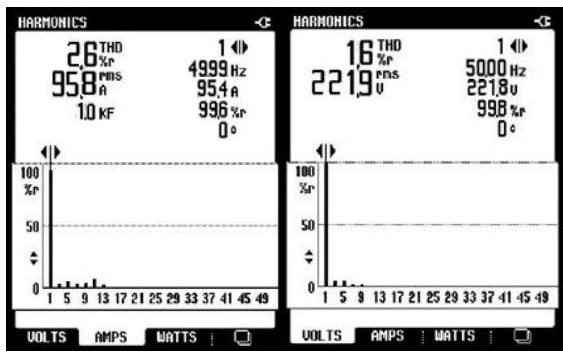 HARMONICS
2,6 THD %r
95,8 rms A
1,0 KF
1
49,99 Hz
95,4 A
99,6 %r
0°
100
%r
50
0
1 5 9 13 17 21 25 29 33 37 41 45 49
VOLTS AMPS WATTS
HARMONICS
1,6 THD %r
221,9 rms V
1
50,00 Hz
221,8 V
99,8 %r
0°
100
%r
50
0
1 5 9 13 17 21 25 29 33 37 41 45 49
VOLTS AMPS WATTS